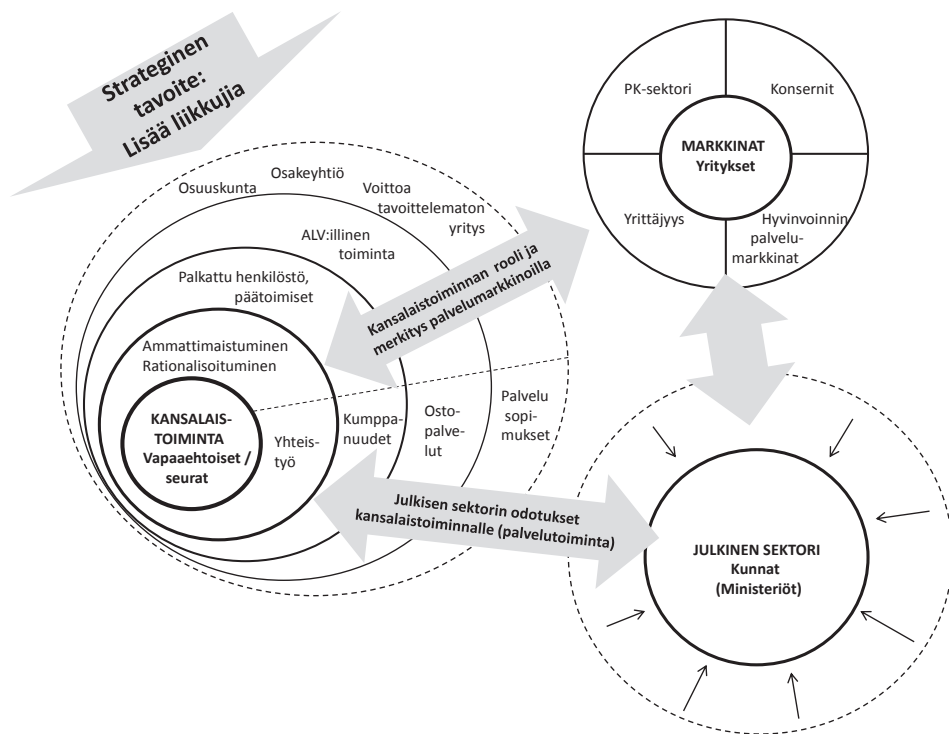 Strateginen
tavoite:
Lisää liikkujia
Osuuskunta
Osakeyhtiö
Voittoa
tavoittelematon
yritys
ALV:illinen
toiminta
Palkattu henkilöstö,
päätoimiset
Ammattimaistuminen
Rationalisoituminen
KANSALAIS-
TOIMINTA
Vapaaehtoiset /
seurat
Yhteis-
työ
Kumppa-
nuudet
Osto-
palve-
lut
Palvelu
sopi-
mukset
Kansalaistoiminnan rooli ja
merkitys palvelumarkkinoilla
PK-sektori
Konsernit
MARKKINAT
Yritykset
Yrittäjyys
Hyvinvoinnin
palvelu-
markkinat
Julkisen sektorin odotukset
kansalaistoiminnalle (palvelutoiminta)
JULKINEN SEKTORI
Kunnat
(Ministeriöt)